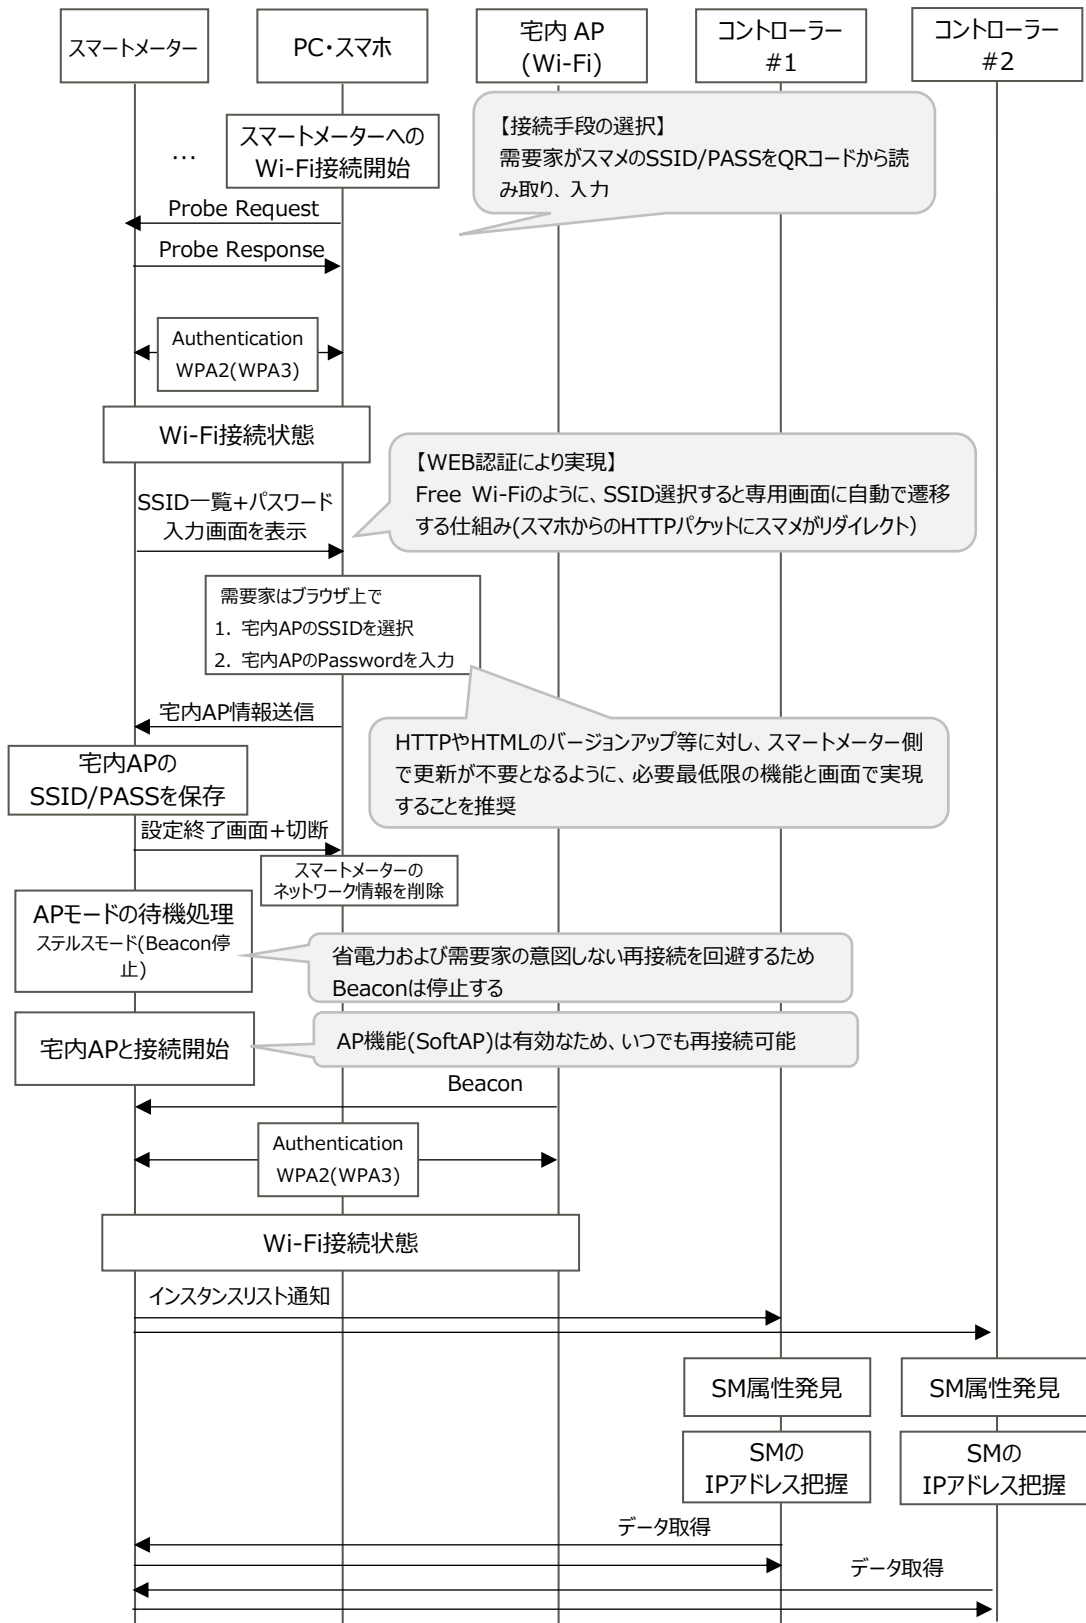 スマートメーター
PC・スマホ
宅内 AP
(Wi-Fi)
コントローラー
#1
コントローラー
#2
…
スマートメーターへの
Wi-Fi接続開始
【接続手段の選択】
需要家がスマメのSSID/PASSをQRコードから読
み取り、入力
Probe Request
Probe Response
Authentication
WPA2(WPA3)
Wi-Fi接続状態
【WEB認証により実現】
Free Wi-Fiのように、SSID選択すると専用画面に自動で遷移
する仕組み(スマホからのHTTPパケットにスマメがリダイレクト）
SSID一覧+パスワード
入力画面を表示
需要家はブラウザ上で
1. 宅内APのSSIDを選択
2. 宅内APのPasswordを入力
宅内AP情報送信
HTTPやHTMLのバージョンアップ等に対し、スマートメーター側
で更新が不要となるように、必要最低限の機能と画面で実現
することを推奨
宅内APの
SSID/PASSを保存
設定終了画面+切断
スマートメーターの
ネットワーク情報を削除
APモードの待機処理
ステルスモード(Beacon停
止)
省電力および需要家の意図しない再接続を回避するため
Beaconは停止する
宅内APと接続開始
AP機能(SoftAP)は有効なため、いつでも再接続可能
Beacon
Authentication
WPA2(WPA3)
Wi-Fi接続状態
インスタンスリスト通知
SM属性発見
SM属性発見
SMの
IPアドレス把握
SMの
IPアドレス把握
データ取得
データ取得